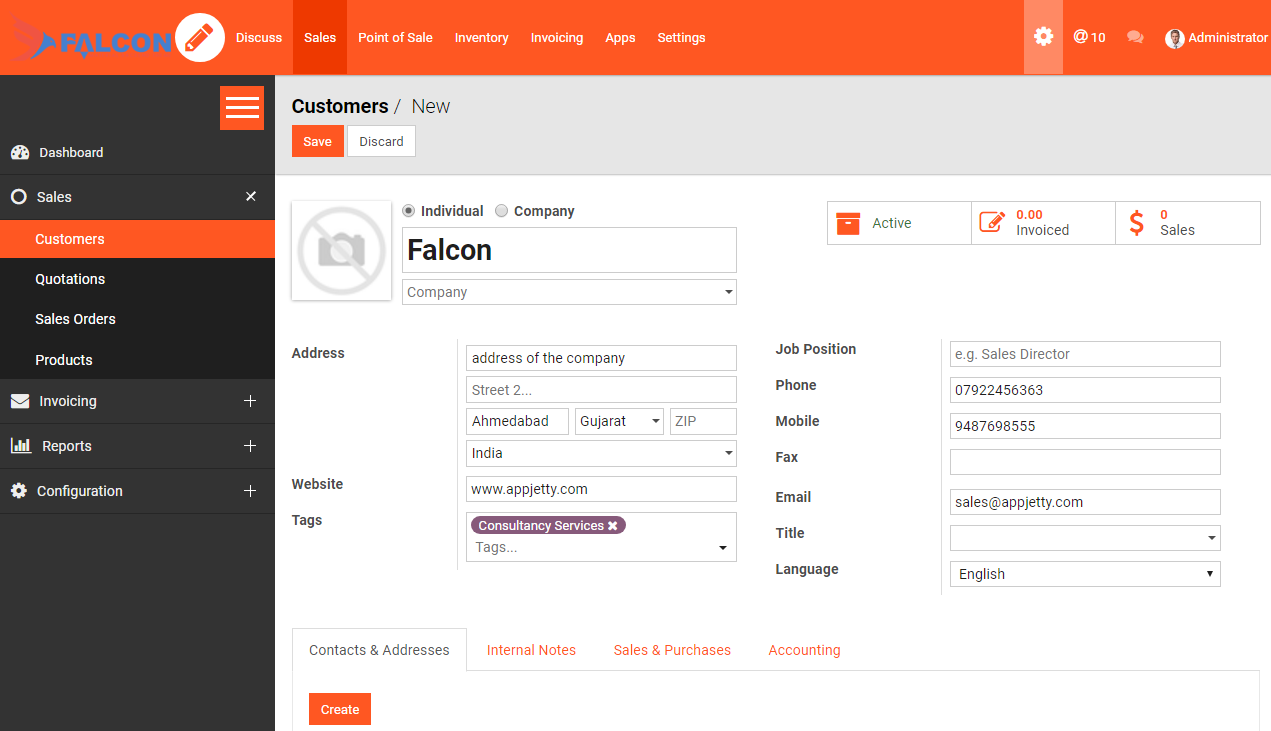 FALCON Discuss Sales Point of Sale Inventory Invoicing Apps Settings @ 10 Administrator
Dashboard
Sales
Customers
Quotations
Sales Orders
Products
Invoicing
Reports
Configuration
Customers / New
Save Discard
Individual Company
Falcon
Company
Active
0.00
Invoiced
0
Sales
Address
address of the company
Street 2...
Ahmedabad Gujarat ZIP
India
Website www.appjetty.com
Tags Consultancy Services
Tags...
Job Position e.g. Sales Director
Phone 07922456363
Mobile 9487698555
Fax
Email sales@appjetty.com
Title
Language English
Contacts & Addresses Internal Notes Sales & Purchases Accounting
Create